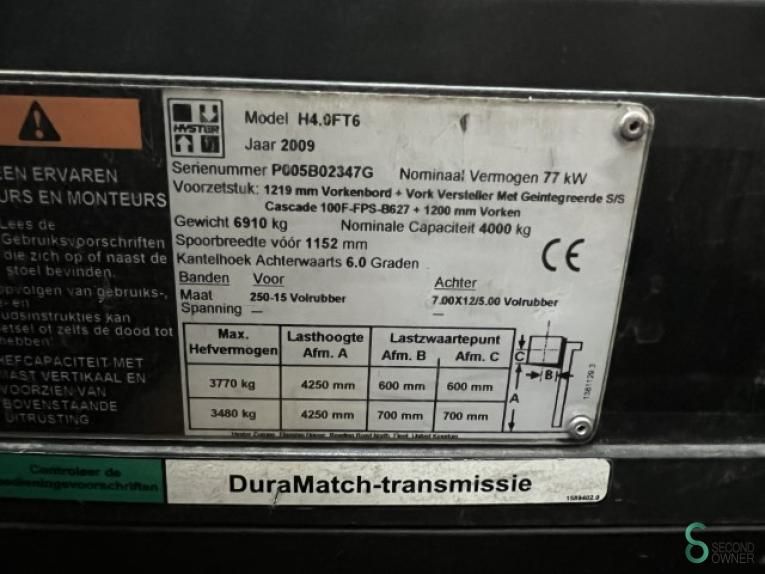 HYSTER
Model H4.0FT6
Jaar 2009
Serienummer P005B02347G Nominaal Vermogen 77 kW
Voorzetstuk: 1219 mm Vorkenbord + Vork Versteller Met Geintegreerde S/S
Cascade 100F-FPS-B627 + 1200 mm Vorken
Gewicht 6910 kg Nominale Capaciteit 4000 kg
Spoorbreedte vóór 1152 mm
Kantelhoek Achterwaarts 6.0 Graden
CE
Banden Voor Achter
Maat 250-15 Volrubber 7.00X12/5.00 Volrubber
Spanning — —
Max. Hefvermogen Lasthoogte Afm. A Lastzwaartepunt Afm. B Afm. C
3770 kg 4250 mm 600 mm 600 mm
3480 kg 4250 mm 700 mm 700 mm
C
B
A
1381129.3
EEN ERVAREN
URS EN MONTEURS
Lees de
Gebruiksvoorschriften
die zich op of naast de
stoel bevinden.
opvolgen van gebruiks-,
s- en
udsinstrukties kan
etsel of zelfs de dood tot
hebben.
HEFCAPACITEIT MET
MAST VERTIKAAL EN
VOORZIEN VAN
BOVENSTAANDE
UITRUSTING
Controleer de
bedieningsvoorschriften
DuraMatch-transmissie
1589402.0
SECOND
OWNER